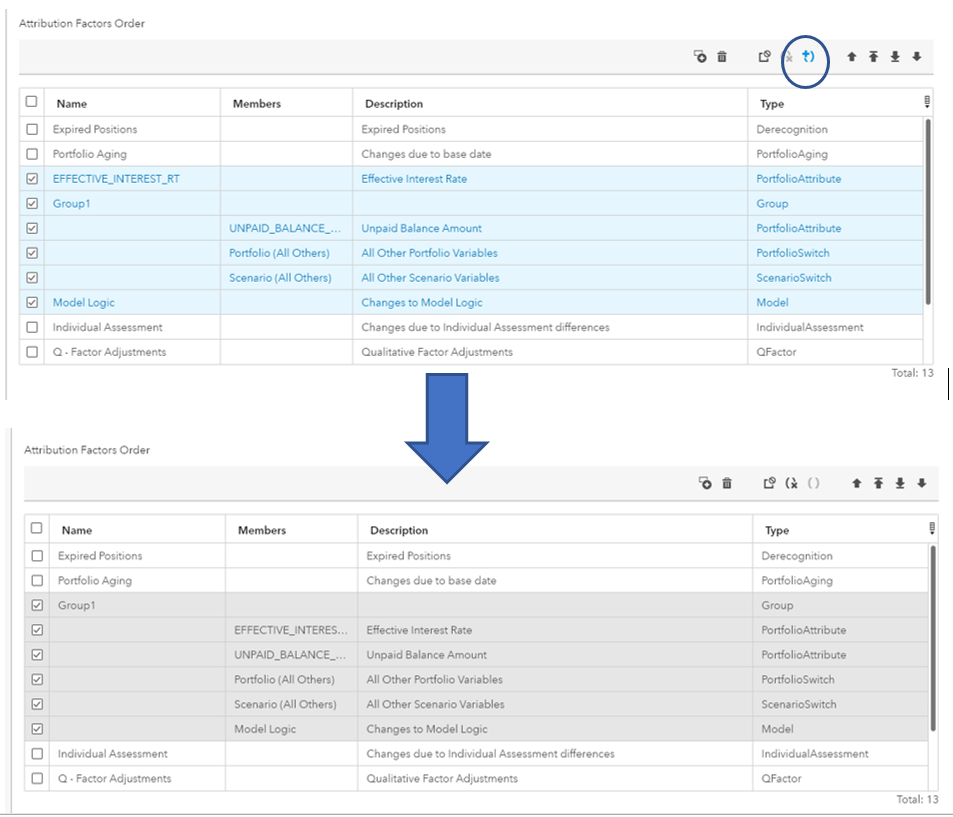 Attribution Factors Order
Name Members Description Type
Expired Positions Expired Positions Derecognition
Portfolio Aging Changes due to base date PortfolioAging
EFFECTIVE_INTEREST_RT Effective Interest Rate PortfolioAttribute
Group1 Group
UNPAID_BALANCE_... Unpaid Balance Amount PortfolioAttribute
Portfolio (All Others) All Other Portfolio Variables PortfolioSwitch
Scenario (All Others) All Other Scenario Variables ScenarioSwitch
Model Logic Changes to Model Logic Model
Individual Assessment Changes due to Individual Assessment differences IndividualAssessment
Q - Factor Adjustments Qualitative Factor Adjustments QFactor
Total: 13
Attribution Factors Order
Name Members Description Type
Expired Positions Expired Positions Derecognition
Portfolio Aging Changes due to base date PortfolioAging
Group1 Group
EFFECTIVE_INTERES... Effective Interest Rate PortfolioAttribute
UNPAID_BALANCE_... Unpaid Balance Amount PortfolioAttribute
Portfolio (All Others) All Other Portfolio Variables PortfolioSwitch
Scenario (All Others) All Other Scenario Variables ScenarioSwitch
Model Logic Changes to Model Logic Model
Individual Assessment Changes due to Individual Assessment differences IndividualAssessment
Q - Factor Adjustments Qualitative Factor Adjustments QFactor
Total: 13